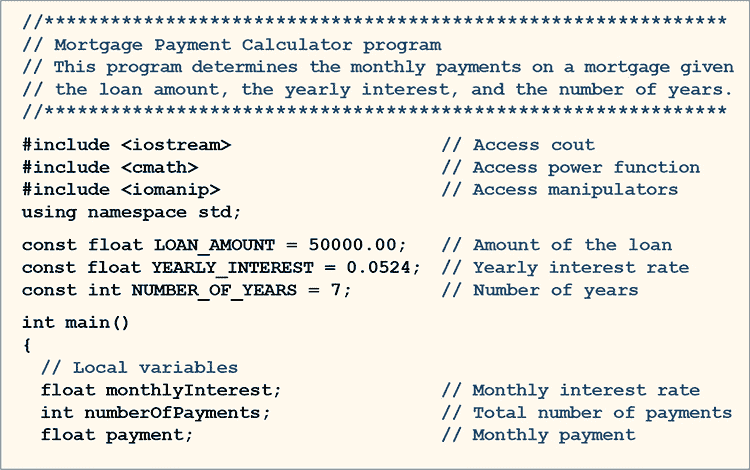 //**************************************************************
// Mortgage Payment Calculator program
// This program determines the monthly payments on a mortgage given
// the loan amount, the yearly interest, and the number of years.
//**************************************************************
#include <iostream> // Access cout
#include <cmath> // Access power function
#include <iomanip> // Access manipulators
using namespace std;
const float LOAN_AMOUNT = 50000.00; // Amount of the loan
const float YEARLY_INTEREST = 0.0524; // Yearly interest rate
const int NUMBER_OF_YEARS = 7; // Number of years
int main()
{
// Local variables
float monthlyInterest; // Monthly interest rate
int numberOfPayments; // Total number of payments
float payment; // Monthly payment